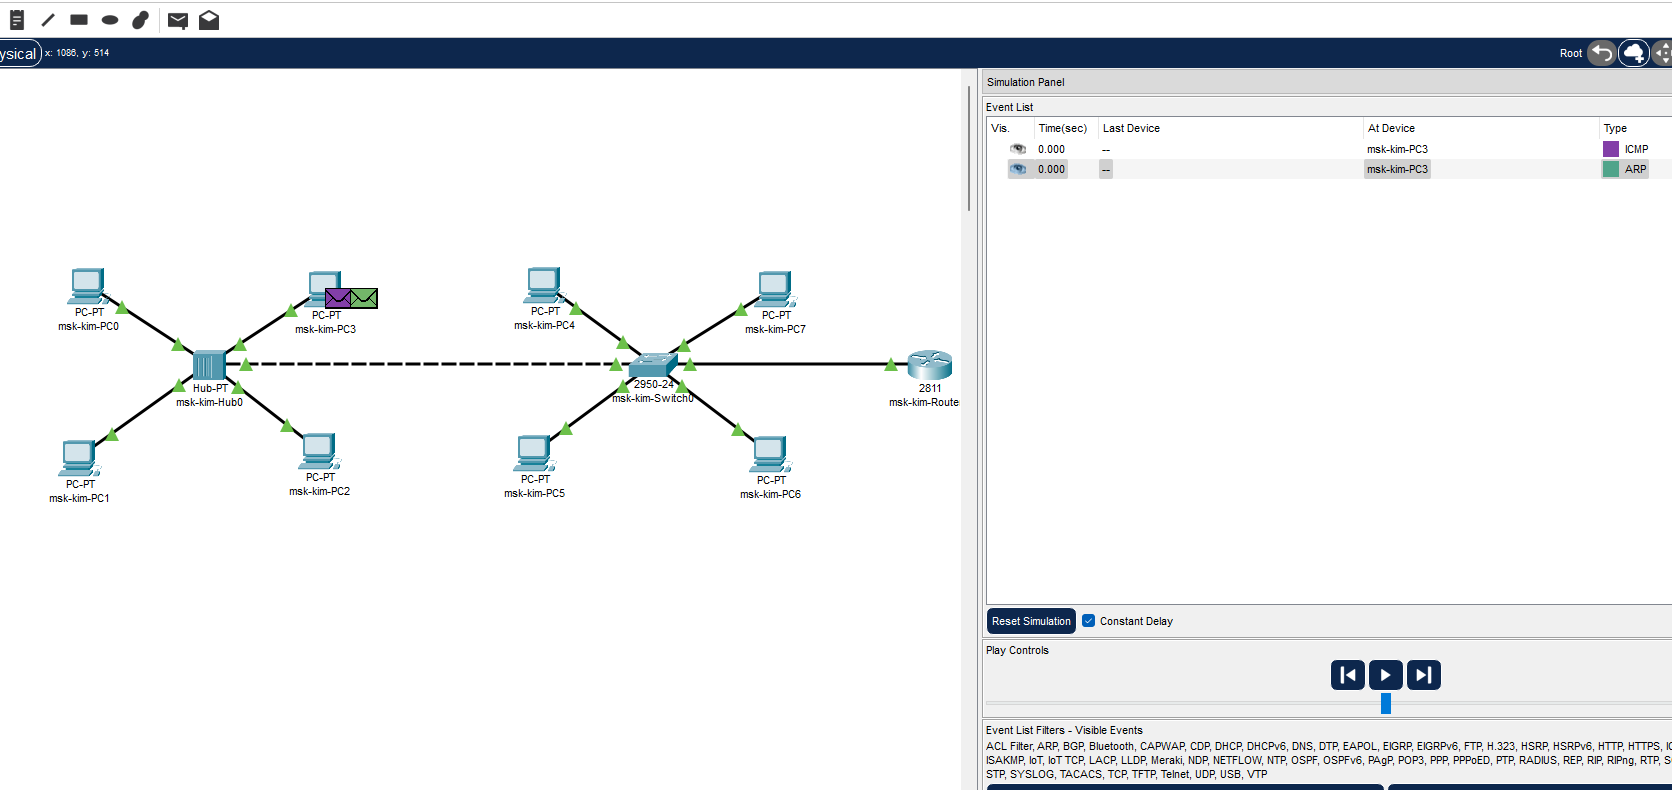 ysical x: 1086, y: 514
Root
Simulation Panel
Event List
Vis. Time(sec) Last Device At Device Type
0.000 -- msk-kim-PC3 ICMP
0.000 -- msk-kim-PC3 ARP
PC-PT
msk-kim-PC0
PC-PT
msk-kim-PC3
PC-PT
msk-kim-PC4
PC-PT
msk-kim-PC7
Hub-PT
msk-kim-Hub0
2950-24
msk-kim-Switch0
2811
msk-kim-Route
PC-PT
msk-kim-PC1
PC-PT
msk-kim-PC2
PC-PT
msk-kim-PC5
PC-PT
msk-kim-PC6
Reset Simulation Constant Delay
Play Controls
Event List Filters - Visible Events
ACL Filter, ARP, BGP, Bluetooth, CAPWAP, CDP, DHCP, DHCPv6, DNS, DTP, EAPOL, EIGRP, EIGRPv6, FTP, H.323, HSRP, HSRPv6, HTTP, HTTPS,
ISAKMP, IoT, IoT TCP, LACP, LLDP, Meraki, NDP, NETFLOW, NTP, OSPF, OSPFv6, PAgP, POP3, PPP, PPPoED, PTP, RADIUS, REP, RIP, RIPng, RTP,
STP, SYSLOG, TACACS, TCP, TFTP, Telnet, UDP, USB, VTP